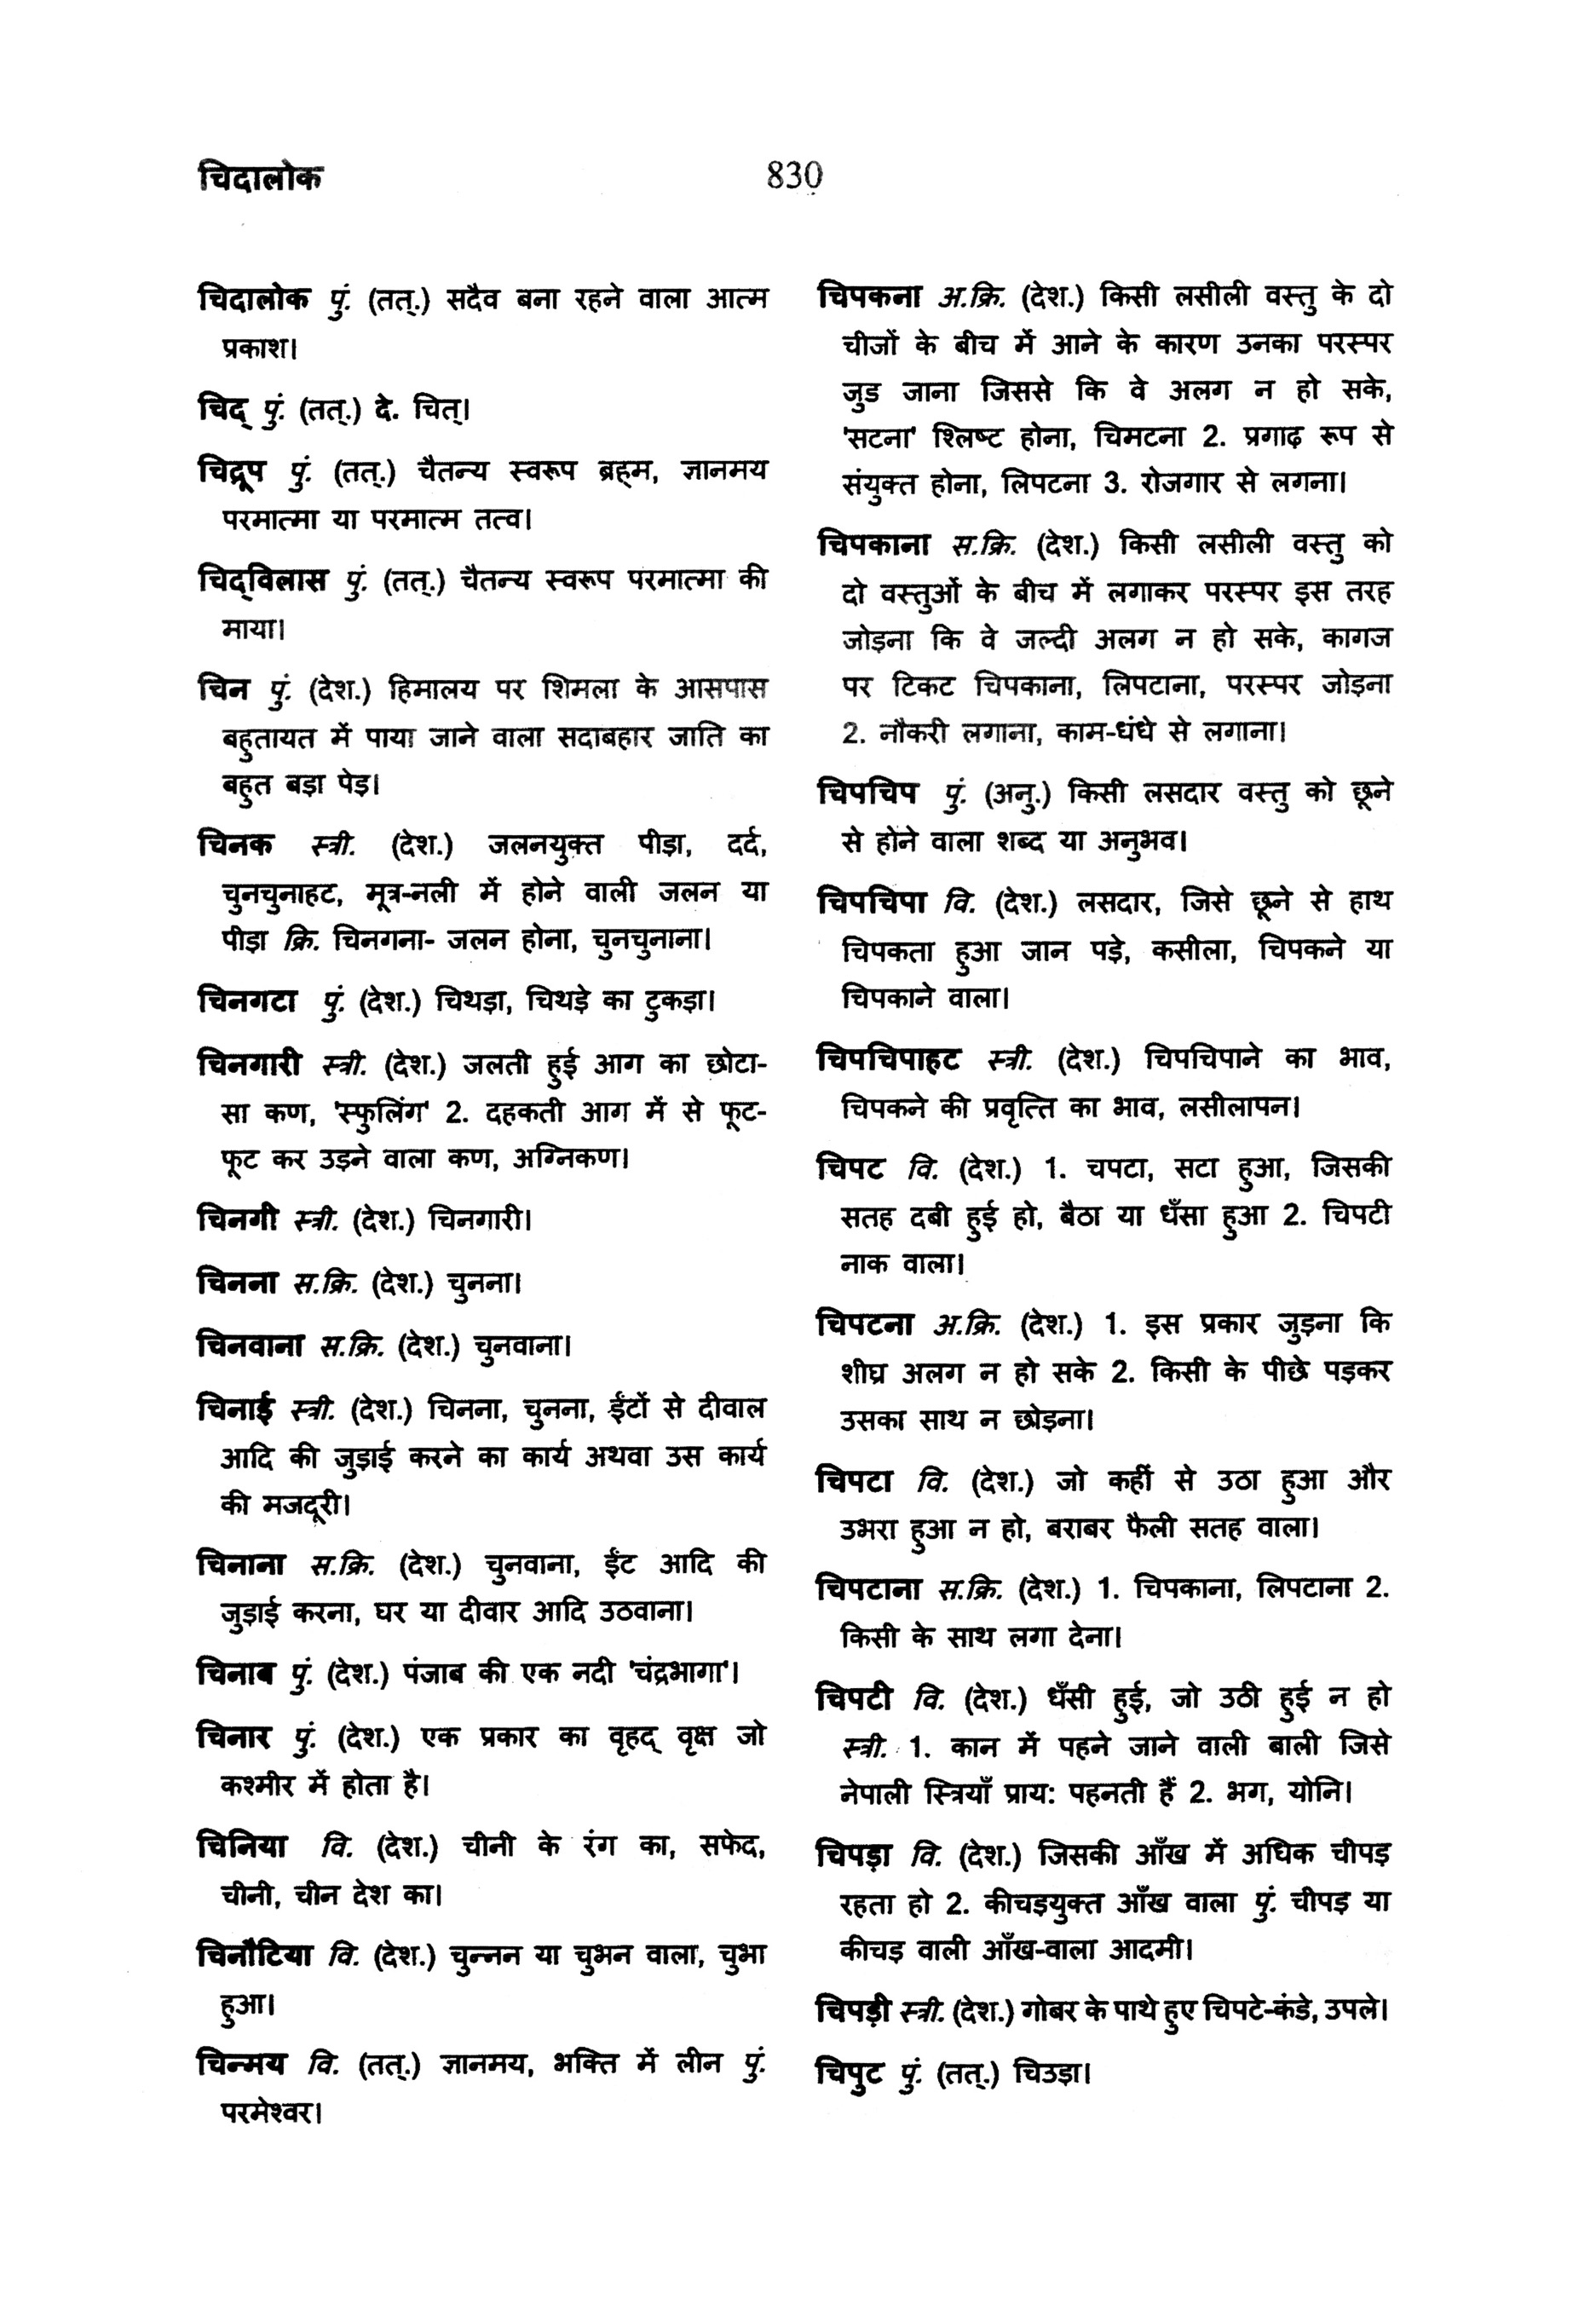 चिदालोक
830
चिदालोक पुं. (तत्.) सदैव बना रहने वाला आत्म
प्रकाश।
चिद् पुं. (तत्.) दे. चित्।
चिद्रूप पुं. (तत्.) चैतन्य स्वरूप ब्रह्म, ज्ञानमय
परमात्मा या परमात्म तत्व।
चिद्विलास पुं. (तत्.) चैतन्य स्वरूप परमात्मा की
माया।
चिन पुं. (देश.) हिमालय पर शिमला के आसपास
बहुतायत में पाया जाने वाला सदाबहार जाति का
बहुत बड़ा पेड़।
चिनक स्त्री. (देश.) जलनयुक्त पीड़ा, दर्द,
चुनचुनाहट, मूत्र-नली में होने वाली जलन या
पीड़ा क्रि. चिनगना- जलन होना, चुनचुनाना।
चिनगटा पुं. (देश.) चिथड़ा, चिथड़े का टुकड़ा।
चिनगारी स्त्री. (देश.) जलती हुई आग का छोटा-
सा कण, 'स्फुलिंग' 2. दहकती आग में से फूट-
फूट कर उड़ने वाला कण, अग्निकण।
चिनगी स्त्री. (देश.) चिनगारी।
चिनना स.क्रि. (देश.) चुनना।
चिनवाना स.क्रि. (देश.) चुनवाना।
चिनाई स्त्री. (देश.) चिनना, चुनना, ईंटों से दीवाल
आदि की जुड़ाई करने का कार्य अथवा उस कार्य
की मजदूरी।
चिनाना स.क्रि. (देश.) चुनवाना, ईंट आदि की
जुड़ाई करना, घर या दीवार आदि उठवाना।
चिनाब पुं. (देश.) पंजाब की एक नदी 'चंद्रभागा'।
चिनार पुं. (देश.) एक प्रकार का वृहद् वृक्ष जो
कश्मीर में होता है।
चिनिया वि. (देश.) चीनी के रंग का, सफेद,
चीनी, चीन देश का।
चिनौटिया वि. (देश.) चुन्नन या चुभन वाला, चुभा
हुआ।
चिन्मय वि. (तत्.) ज्ञानमय, भक्ति में लीन पुं.
परमेश्वर।
चिपकना अ.क्रि. (देश.) किसी लसीली वस्तु के दो
चीजों के बीच में आने के कारण उनका परस्पर
जुड जाना जिससे कि वे अलग न हो सके,
'सटना' श्लिष्ट होना, चिमटना 2. प्रगाढ़ रूप से
संयुक्त होना, लिपटना 3. रोजगार से लगना।
चिपकाना स.क्रि. (देश.) किसी लसीली वस्तु को
दो वस्तुओं के बीच में लगाकर परस्पर इस तरह
जोड़ना कि वे जल्दी अलग न हो सके, कागज
पर टिकट चिपकाना, लिपटाना, परस्पर जोड़ना
2. नौकरी लगाना, काम-धंधे से लगाना।
चिपचिप पुं. (अनु.) किसी लसदार वस्तु को छूने
से होने वाला शब्द या अनुभव।
चिपचिपा वि. (देश.) लसदार, जिसे छूने से हाथ
चिपकता हुआ जान पड़े, कसीला, चिपकने या
चिपकाने वाला।
चिपचिपाहट स्त्री. (देश.) चिपचिपाने का भाव,
चिपकने की प्रवृत्ति का भाव, लसीलापन।
चिपट वि. (देश.) 1. चपटा, सटा हुआ, जिसकी
सतह दबी हुई हो, बैठा या धँसा हुआ 2. चिपटी
नाक वाला।
चिपटना अ.क्रि. (देश.) 1. इस प्रकार जुड़ना कि
शीघ्र अलग न हो सके 2. किसी के पीछे पड़कर
उसका साथ न छोड़ना।
चिपटा वि. (देश.) जो कहीं से उठा हुआ और
उभरा हुआ न हो, बराबर फैली सतह वाला।
चिपटाना स.क्रि. (देश.) 1. चिपकाना, लिपटाना 2.
किसी के साथ लगा देना।
चिपटी वि. (देश.) धँसी हुई, जो उठी हुई न हो
स्त्री. 1. कान में पहने जाने वाली बाली जिसे
नेपाली स्त्रियाँ प्राय: पहनती हैं 2. भग, योनि।
चिपड़ा वि. (देश.) जिसकी आँख में अधिक चीपड़
रहता हो 2. कीचड़युक्त आँख वाला पुं. चीपड़ या
कीचड़ वाली आँख-वाला आदमी।
चिपड़ी स्त्री. (देश.) गोबर के पाथे हुए चिपटे-कंडे, उपले।
चिपुट पुं. (तत्.) चिउड़ा।